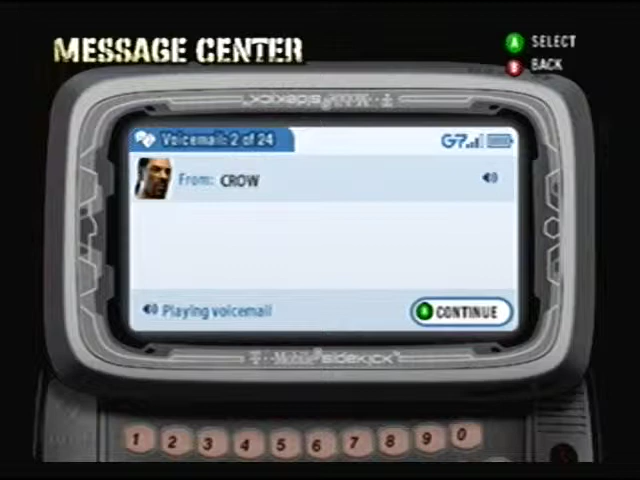 MESSAGE CENTER
A SELECT
B BACK
Voicemail: 2 of 24
G7
From: CROW
Playing voicemail
A CONTINUE
T··Mobile® sidekick™
1 2 3 4 5 6 7 8 9 0